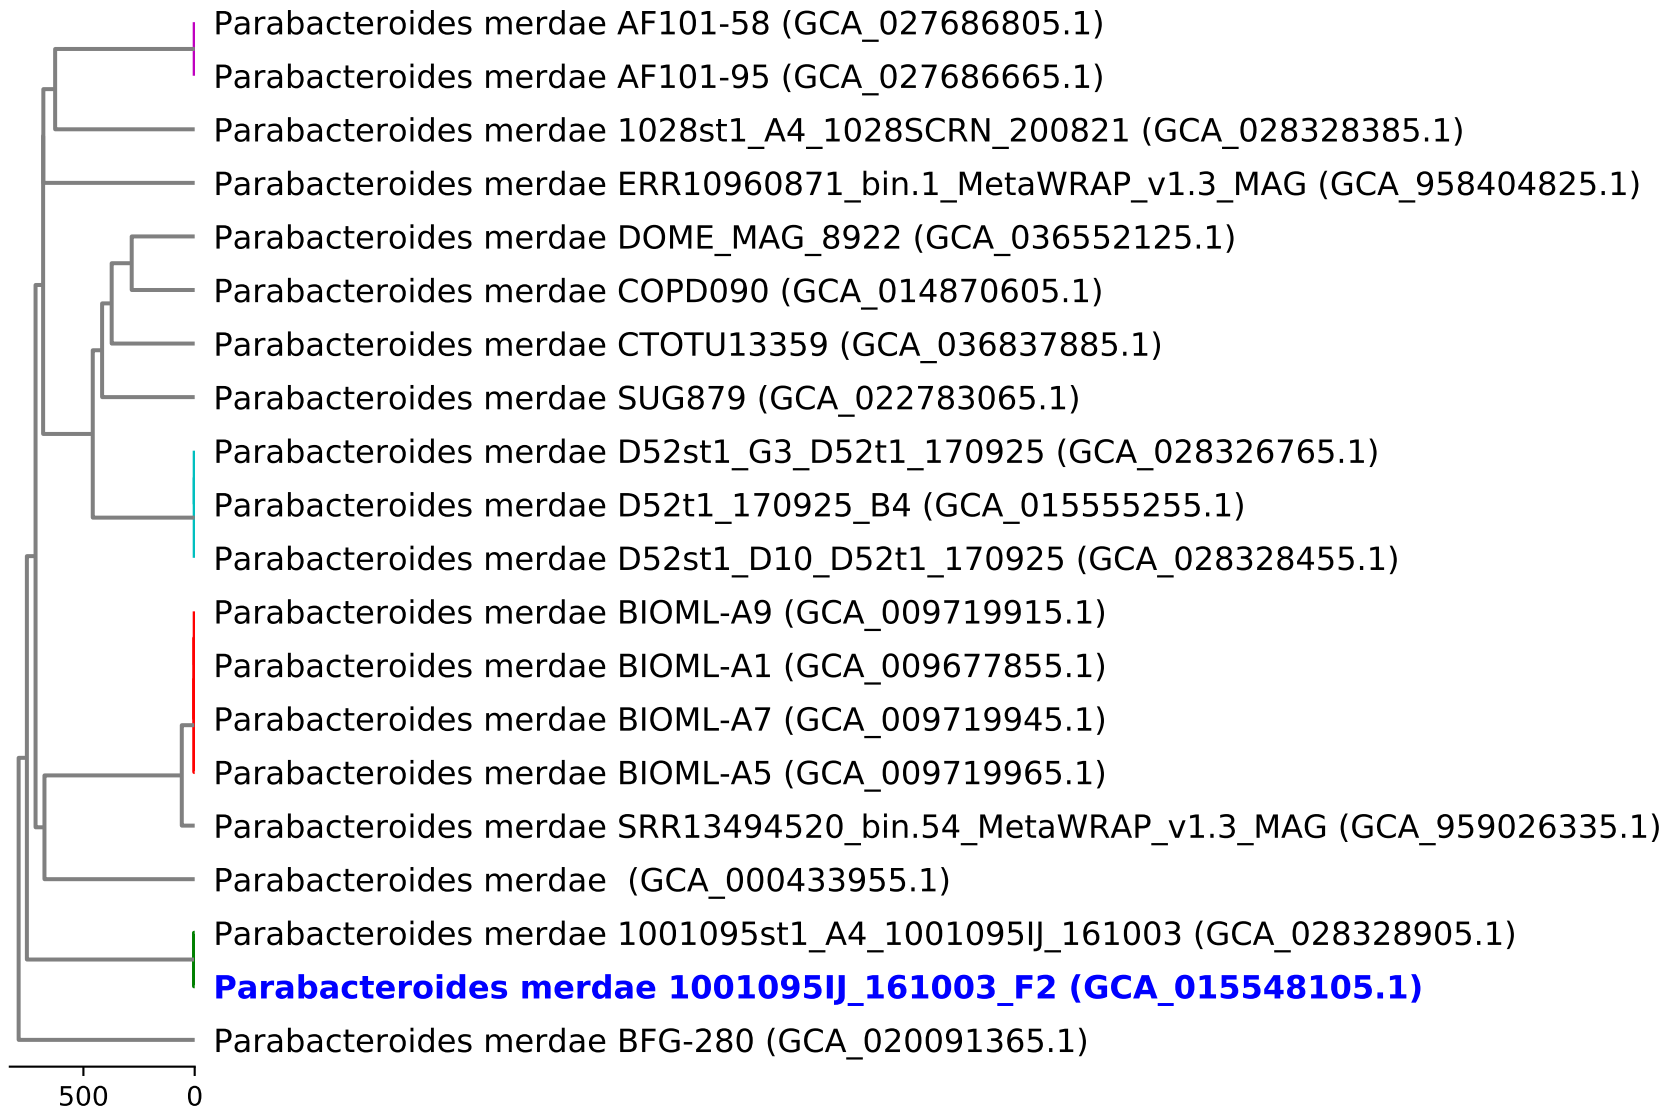 Parabacteroides merdae AF101-58 (GCA_027686805.1)
Parabacteroides merdae AF101-95 (GCA_027686665.1)
Parabacteroides merdae 1028st1_A4_1028SCRN_200821 (GCA_028328385.1)
Parabacteroides merdae ERR10960871_bin.1_MetaWRAP_v1.3_MAG (GCA_958404825.1)
Parabacteroides merdae DOME_MAG_8922 (GCA_036552125.1)
Parabacteroides merdae COPD090 (GCA_014870605.1)
Parabacteroides merdae CTOTU13359 (GCA_036837885.1)
Parabacteroides merdae SUG879 (GCA_022783065.1)
Parabacteroides merdae D52st1_G3_D52t1_170925 (GCA_028326765.1)
Parabacteroides merdae D52t1_170925_B4 (GCA_015555255.1)
Parabacteroides merdae D52st1_D10_D52t1_170925 (GCA_028328455.1)
Parabacteroides merdae BIOML-A9 (GCA_009719915.1)
Parabacteroides merdae BIOML-A1 (GCA_009677855.1)
Parabacteroides merdae BIOML-A7 (GCA_009719945.1)
Parabacteroides merdae BIOML-A5 (GCA_009719965.1)
Parabacteroides merdae SRR13494520_bin.54_MetaWRAP_v1.3_MAG (GCA_959026335.1)
Parabacteroides merdae  (GCA_000433955.1)
Parabacteroides merdae 1001095st1_A4_1001095IJ_161003 (GCA_028328905.1)
Parabacteroides merdae 1001095IJ_161003_F2 (GCA_015548105.1)
Parabacteroides merdae BFG-280 (GCA_020091365.1)
500 0